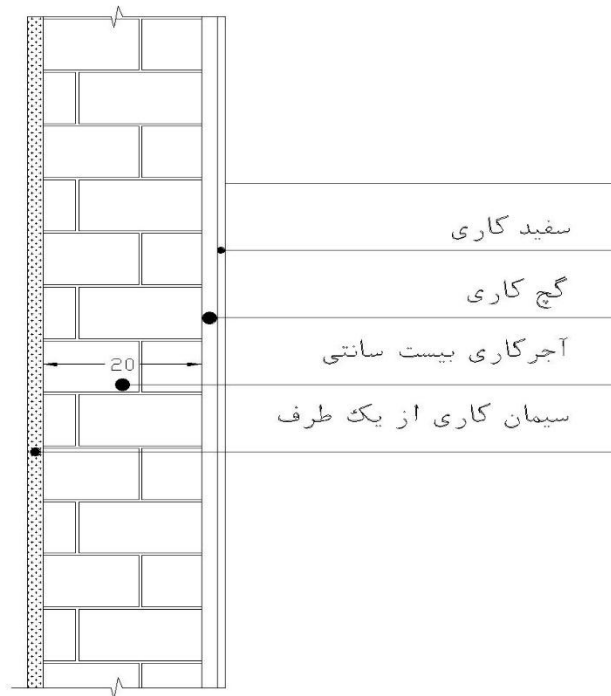 سفید کاری
گچ کاری
آجرکاری بیست سانتی
20
سیمان کاری از یک طرف